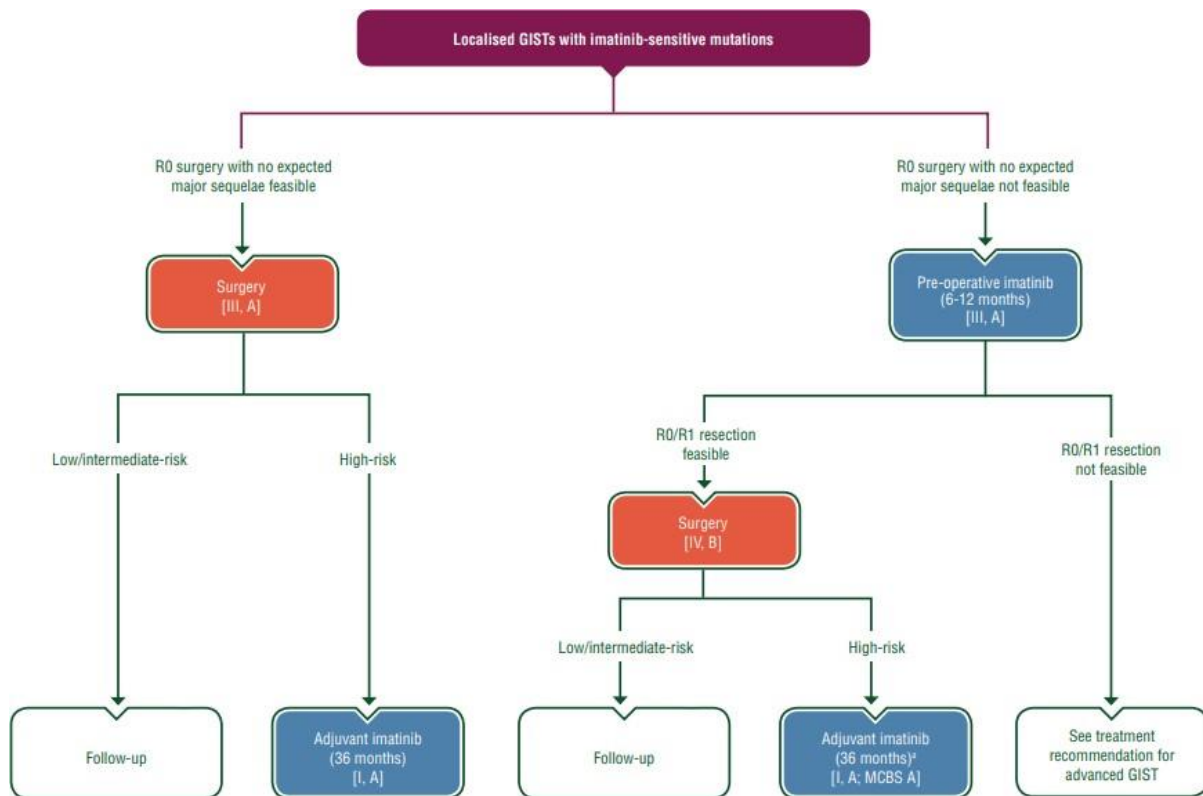 Localised GISTs with imatinib-sensitive mutations
R0 surgery with no expected
major sequelae feasible
R0 surgery with no expected
major sequelae not feasible
Surgery
[III, A]
Pre-operative imatinib
(6-12 months)
[III, A]
Low/intermediate-risk
High-risk
R0/R1 resection
feasible
R0/R1 resection
not feasible
Surgery
[IV, B]
Low/intermediate-risk
High-risk
Follow-up
Adjuvant imatinib
(36 months)
[I, A]
Follow-up
Adjuvant imatinib
(36 months)ª
[I, A; MCBS A]
See treatment
recommendation for
advanced GIST